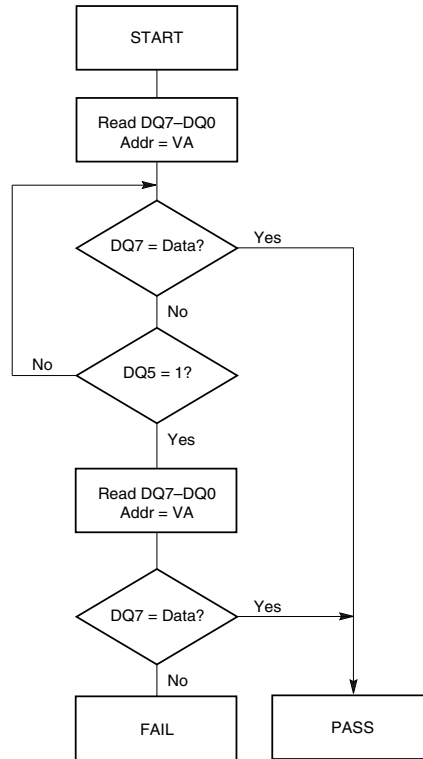 START
Read DQ7–DQ0
Addr = VA
DQ7 = Data?
Yes
No
No
DQ5 = 1?
Yes
Read DQ7–DQ0
Addr = VA
DQ7 = Data?
Yes
No
FAIL
PASS